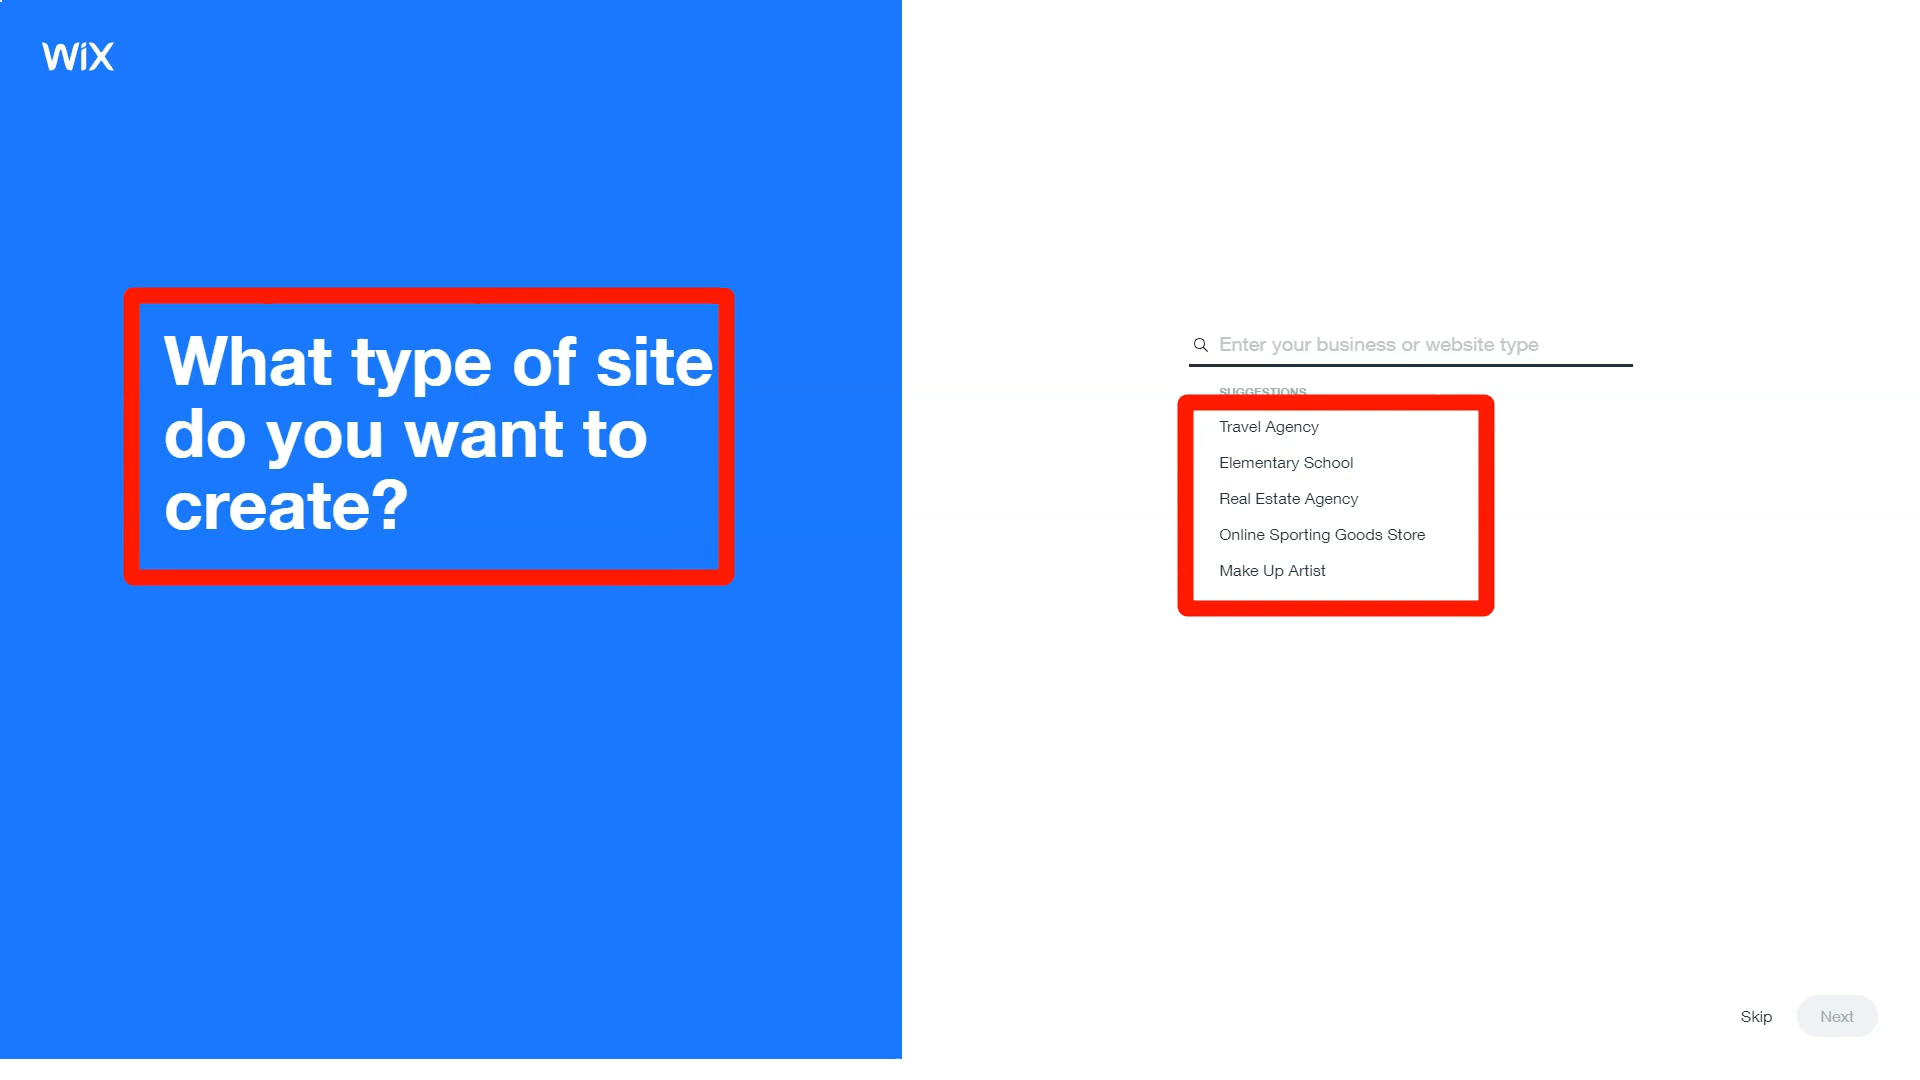 WiX
What type of site
do you want to
create?
Enter your business or website type
SUGGESTIONS
Travel Agency
Elementary School
Real Estate Agency
Online Sporting Goods Store
Make Up Artist
Skip
Next